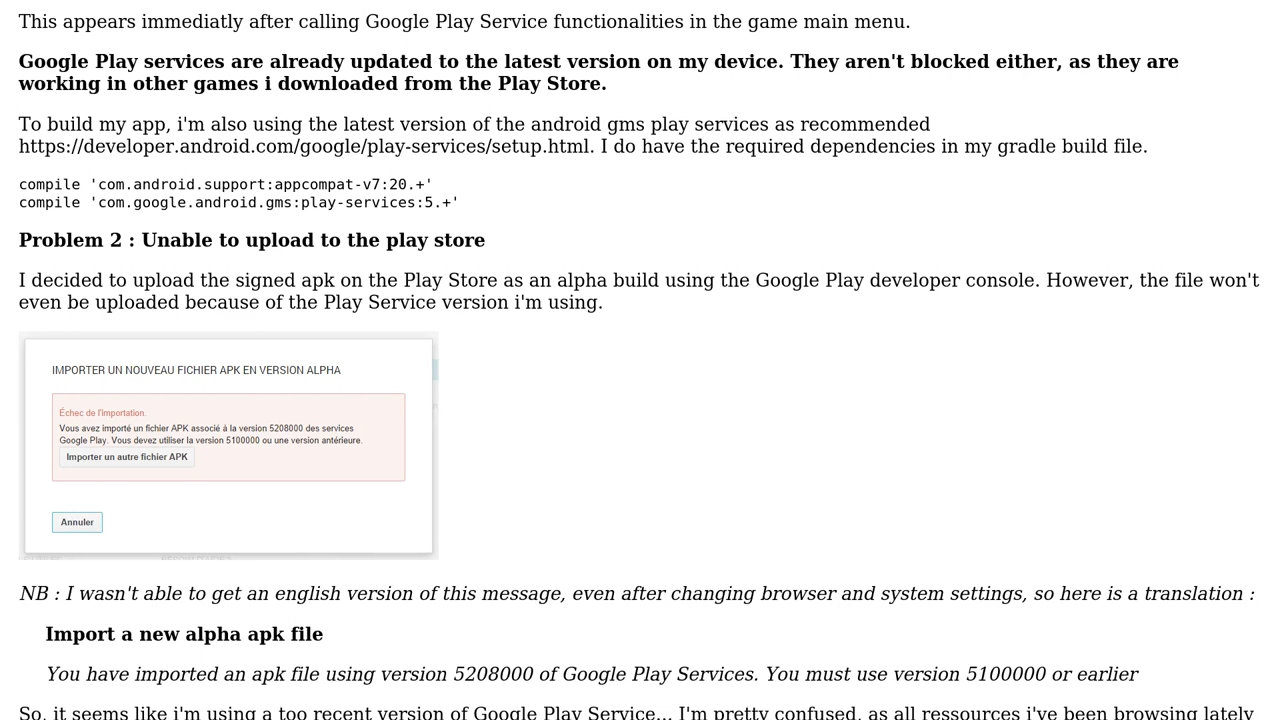 This appears immediatly after calling Google Play Service functionalities in the game main menu.
Google Play services are already updated to the latest version on my device. They aren't blocked either, as they are
working in other games i downloaded from the Play Store.
To build my app, i'm also using the latest version of the android gms play services as recommended
https://developer.android.com/google/play-services/setup.html. I do have the required dependencies in my gradle build file.
compile 'com.android.support:appcompat-v7:20.+'
compile 'com.google.android.gms:play-services:5.+'
Problem 2 : Unable to upload to the play store
I decided to upload the signed apk on the Play Store as an alpha build using the Google Play developer console. However, the file won't
even be uploaded because of the Play Service version i'm using.
IMPORTER UN NOUVEAU FICHIER APK EN VERSION ALPHA
Échec de l'importation.
Vous avez importé un fichier APK associé à la version 5208000 des services
Google Play. Vous devez utiliser la version 5100000 ou une version antérieure.
Importer un autre fichier APK
Annuler
NB : I wasn't able to get an english version of this message, even after changing browser and system settings, so here is a translation :
Import a new alpha apk file
You have imported an apk file using version 5208000 of Google Play Services. You must use version 5100000 or earlier
So, it seems like i'm using a too recent version of Google Play Service... I'm pretty confused, as all ressources i've been browsing lately